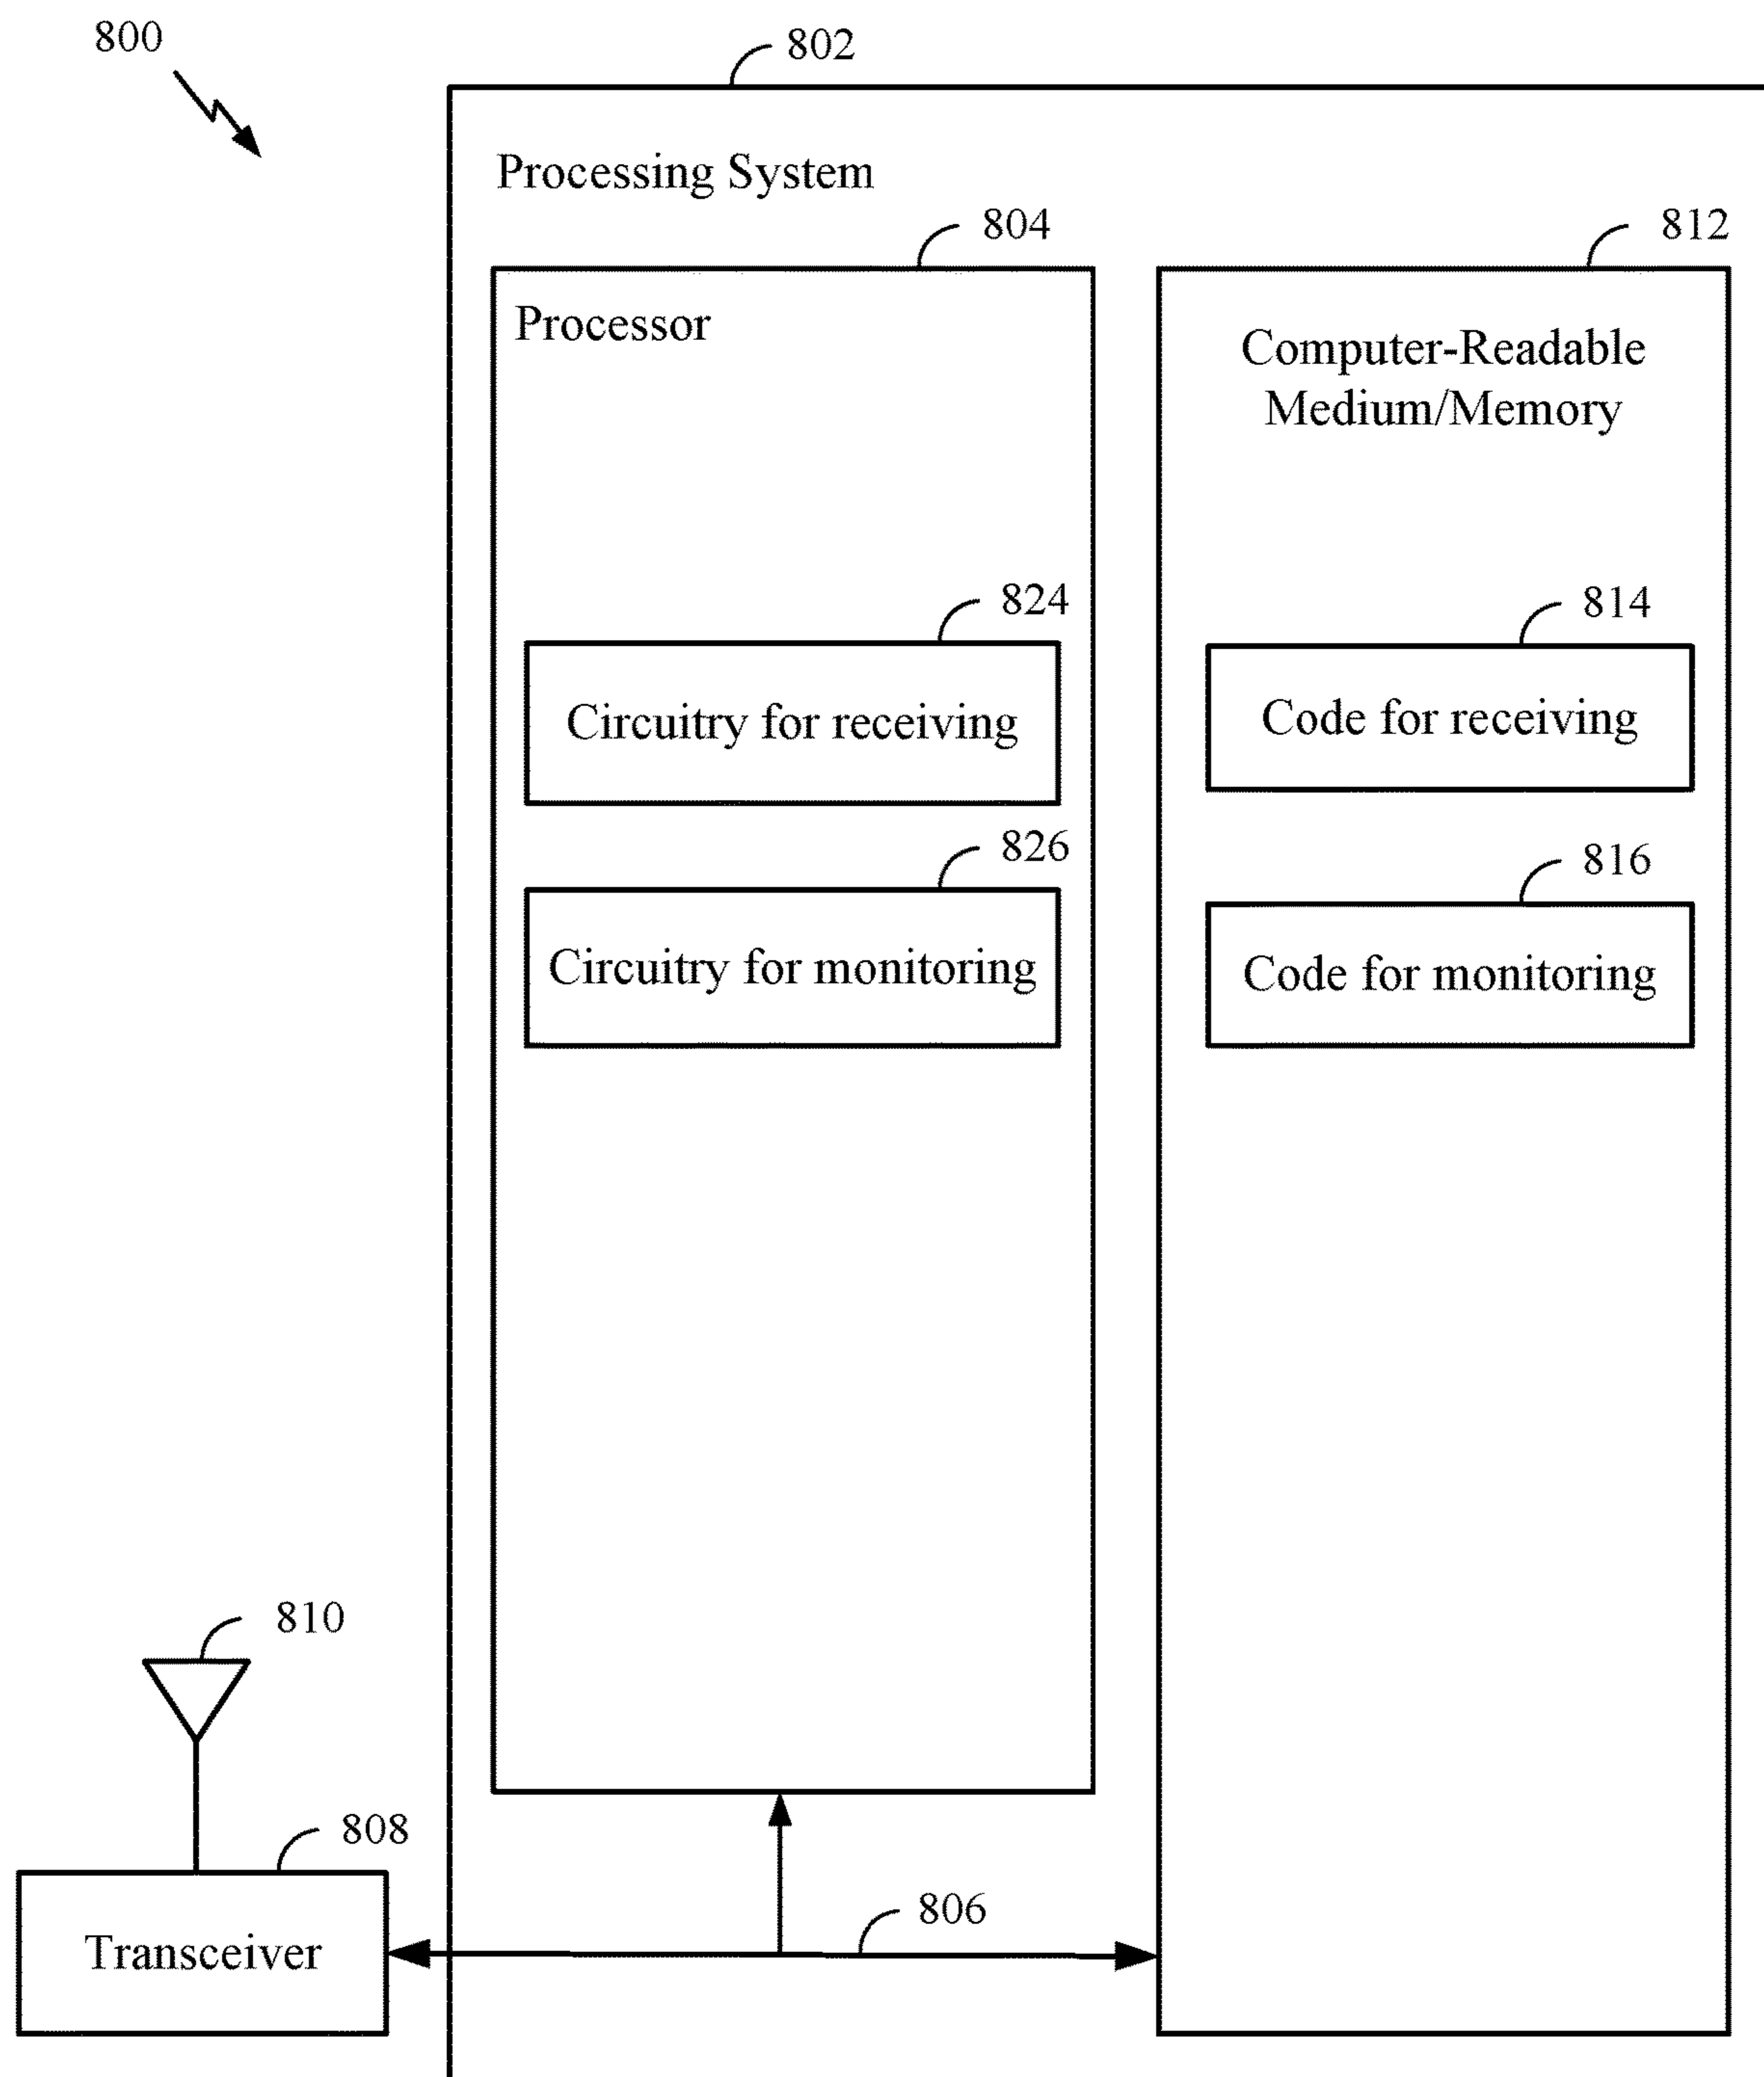 800
802
Processing System
804
812
Processor
Computer-Readable
Medium/Memory
824
814
Circuitry for receiving
Code for receiving
826
816
Circuitry for monitoring
Code for monitoring
810
808
806
Transceiver